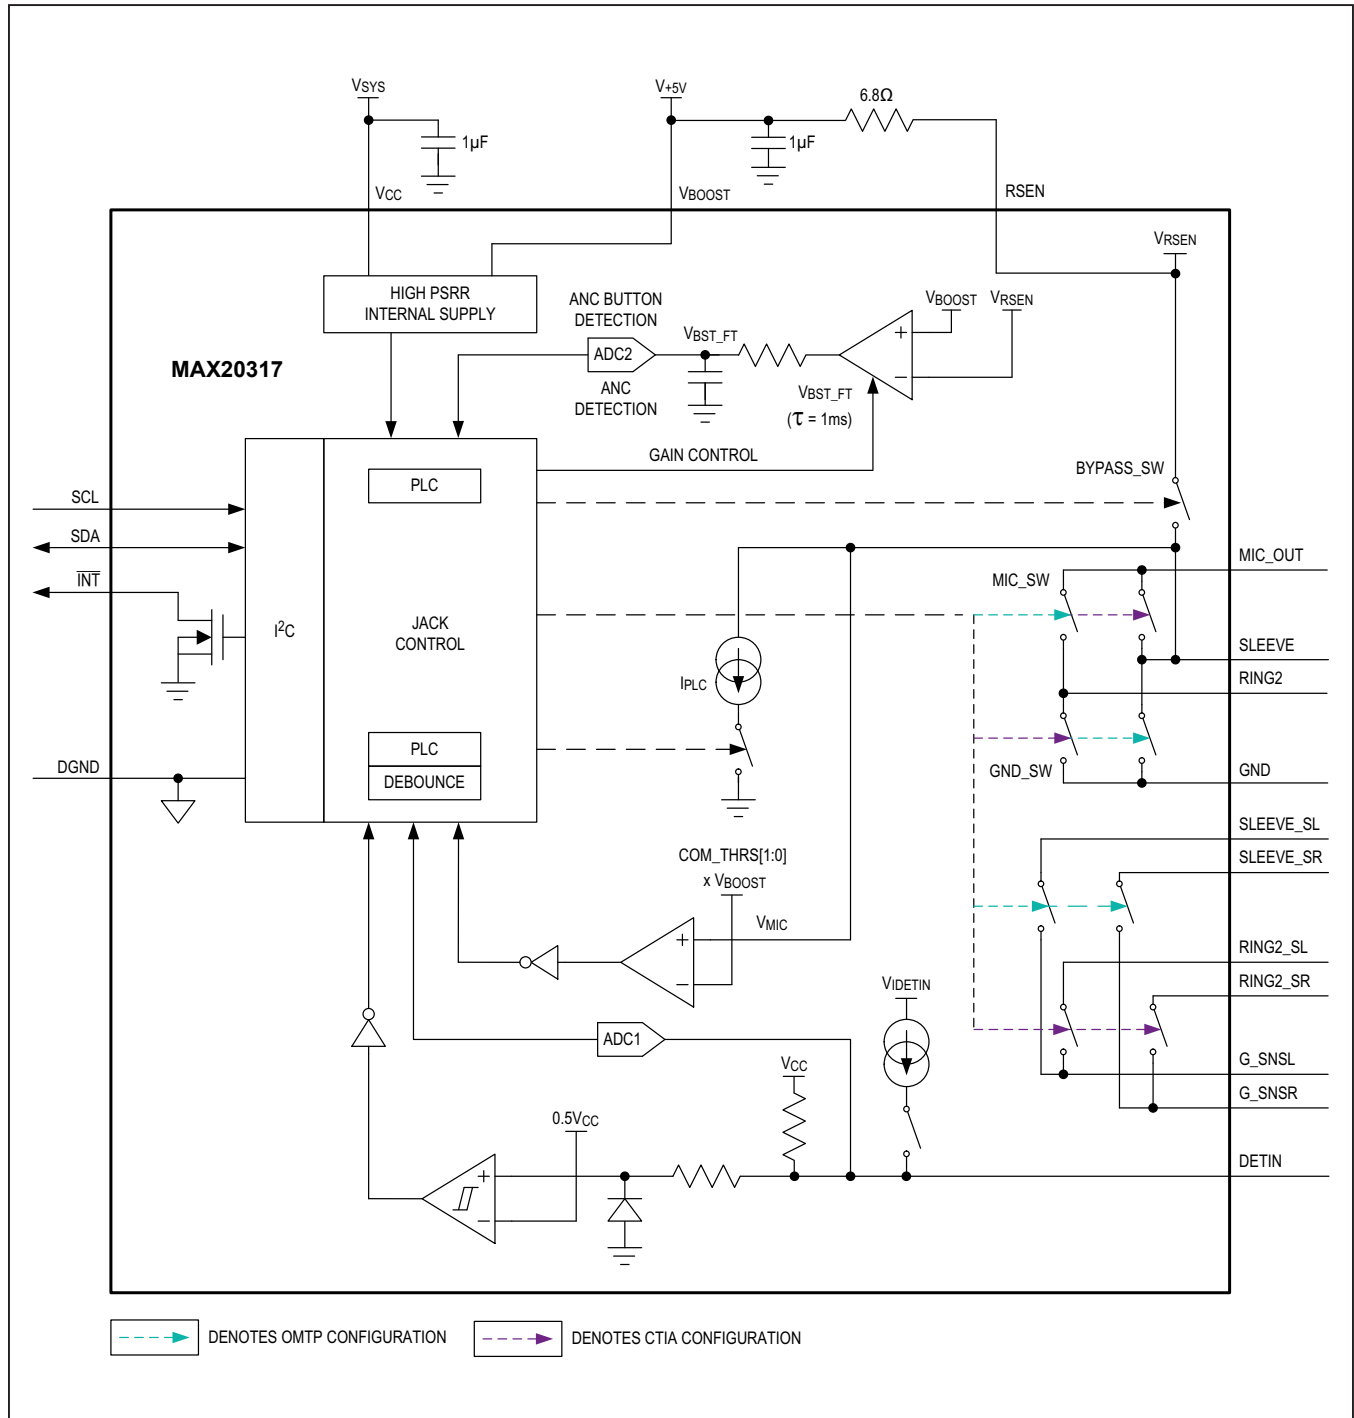 VSYS
V+5V
6.8Ω
1µF
1µF
VCC
VBOOST
RSEN
VRSEN
HIGH PSRR
INTERNAL SUPPLY
ANC BUTTON
DETECTION
VBOOST
VRSEN
VBST_FT
+
ADC2
MAX20317
−
ANC
DETECTION
VBST_FT
(τ = 1ms)
GAIN CONTROL
BYPASS_SW
PLC
SCL
SDA
MIC_OUT
INT
MIC_SW
I²C
JACK
CONTROL
SLEEVE
IPLC
RING2
PLC
DGND
DEBOUNCE
GND_SW
GND
SLEEVE_SL
COM_THRS[1:0]
x VBOOST
SLEEVE_SR
VMIC
+
RING2_SL
−
VIDETIN
RING2_SR
ADC1
VCC
G_SNSL
G_SNSR
0.5VCC
DETIN
+
−
DENOTES OMTP CONFIGURATION
DENOTES CTIA CONFIGURATION